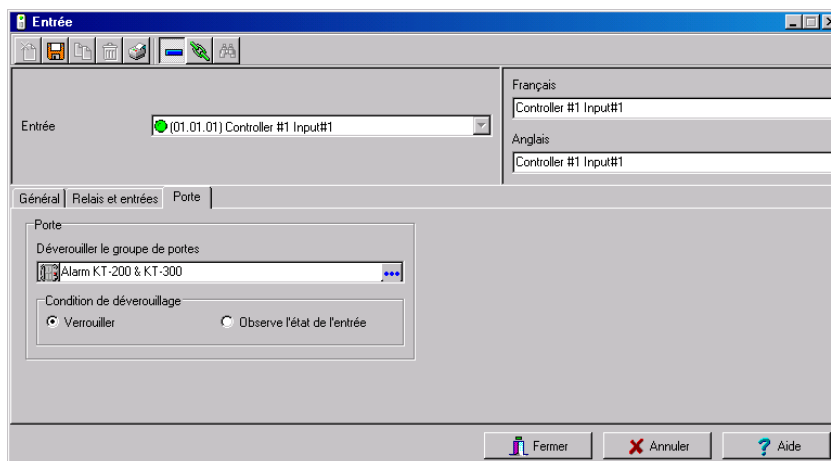 Entrée
Français
Controller #1 Input#1
Entrée
(01.01.01) Controller #1 Input#1
Anglais
Controller #1 Input#1
Général
Relais et entrées
Porte
Porte
Déverouiller le groupe de portes
Alarm KT-200 & KT-300
Condition de déverouillage
Verrouiller
Observe l'état de l'entrée
Fermer
Annuler
Aide